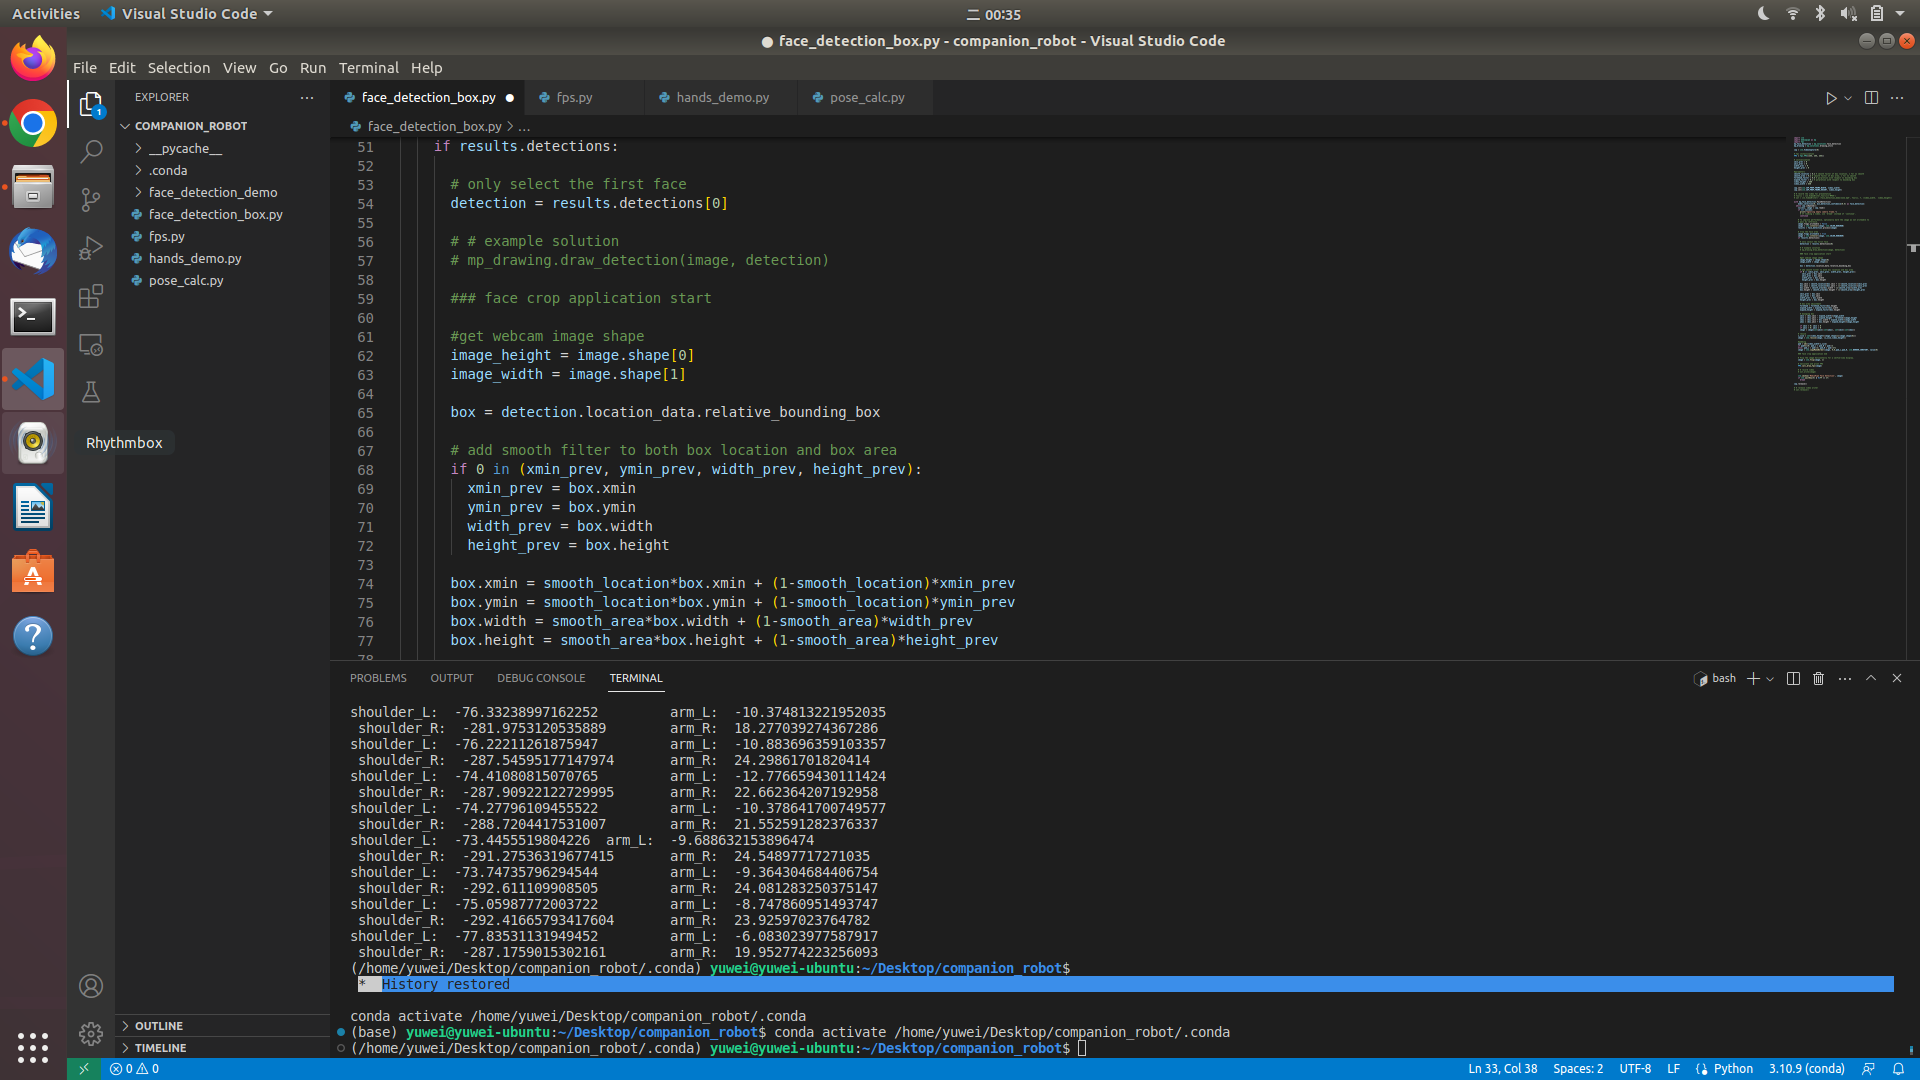 Activities
Visual Studio Code
二 00:35
● face_detection_box.py - companion_robot - Visual Studio Code
File Edit Selection View Go Run Terminal Help
EXPLORER
face_detection_box.py
fps.py
hands_demo.py
pose_calc.py
1
COMPANION_ROBOT
__pycache__
.conda
face_detection_demo
face_detection_box.py
fps.py
hands_demo.py
pose_calc.py
Rhythmbox
OUTLINE
TIMELINE
face_detection_box.py > ...
51 if results.detections:
52
53 # only select the first face
54 detection = results.detections[0]
55
56 # # example solution
57 # mp_drawing.draw_detection(image, detection)
58
59 ### face crop application start
60
61 #get webcam image shape
62 image_height = image.shape[0]
63 image_width = image.shape[1]
64
65 box = detection.location_data.relative_bounding_box
66
67 # add smooth filter to both box location and box area
68 if 0 in (xmin_prev, ymin_prev, width_prev, height_prev):
69 xmin_prev = box.xmin
70 ymin_prev = box.ymin
71 width_prev = box.width
72 height_prev = box.height
73
74 box.xmin = smooth_location*box.xmin + (1-smooth_location)*xmin_prev
75 box.ymin = smooth_location*box.ymin + (1-smooth_location)*ymin_prev
76 box.width = smooth_area*box.width + (1-smooth_area)*width_prev
77 box.height = smooth_area*box.height + (1-smooth_area)*height_prev
78
PROBLEMS OUTPUT DEBUG CONSOLE TERMINAL
bash
shoulder_L: -76.33238997162252 arm_L: -10.374813221952035
shoulder_R: -281.9753120535889 arm_R: 18.277039274367286
shoulder_L: -76.22211261875947 arm_L: -10.883696359103357
shoulder_R: -287.54595177147974 arm_R: 24.29861701820414
shoulder_L: -74.41080815070765 arm_L: -12.776659430111424
shoulder_R: -287.90922122729995 arm_R: 22.662364207192958
shoulder_L: -74.27796109455522 arm_L: -10.378641700749577
shoulder_R: -288.7204417531007 arm_R: 21.552591282376337
shoulder_L: -73.4455519804226 arm_L: -9.688632153896474
shoulder_R: -291.27536319677415 arm_R: 24.54897717271035
shoulder_L: -73.74735796294544 arm_L: -9.364304684406754
shoulder_R: -292.611109908505 arm_R: 24.081283250375147
shoulder_L: -75.05987772003722 arm_L: -8.747860951493747
shoulder_R: -292.41665793417604 arm_R: 23.92597023764782
shoulder_L: -77.83531131949452 arm_L: -6.083023977587917
shoulder_R: -287.1759015302161 arm_R: 19.952774223256093
(/home/yuwei/Desktop/companion_robot/.conda) yuwei@yuwei-ubuntu:~/Desktop/companion_robot$
* History restored
conda activate /home/yuwei/Desktop/companion_robot/.conda
(base) yuwei@yuwei-ubuntu:~/Desktop/companion_robot$ conda activate /home/yuwei/Desktop/companion_robot/.conda
(/home/yuwei/Desktop/companion_robot/.conda) yuwei@yuwei-ubuntu:~/Desktop/companion_robot$
0 0
Ln 33, Col 38 Spaces: 2 UTF-8 LF Python 3.10.9 (conda)